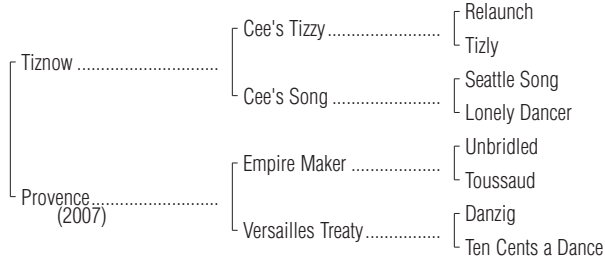 Relaunch
Cee's Tizzy ........................
Tizly
Tiznow ..............................
Seattle Song
Cee's Song .......................
Lonely Dancer
Unbridled
Empire Maker ...................
Toussaud
Provence...........................
(2007)
Danzig
Versailles Treaty................
Ten Cents a Dance